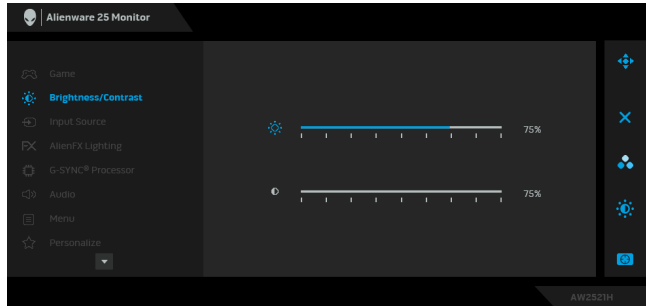 Alienware 25 Monitor
Game
Brightness/Contrast
Input Source
AlienFX Lighting
G-SYNC® Processor
Audio
Menu
Personalize
75%
75%
AW2521H